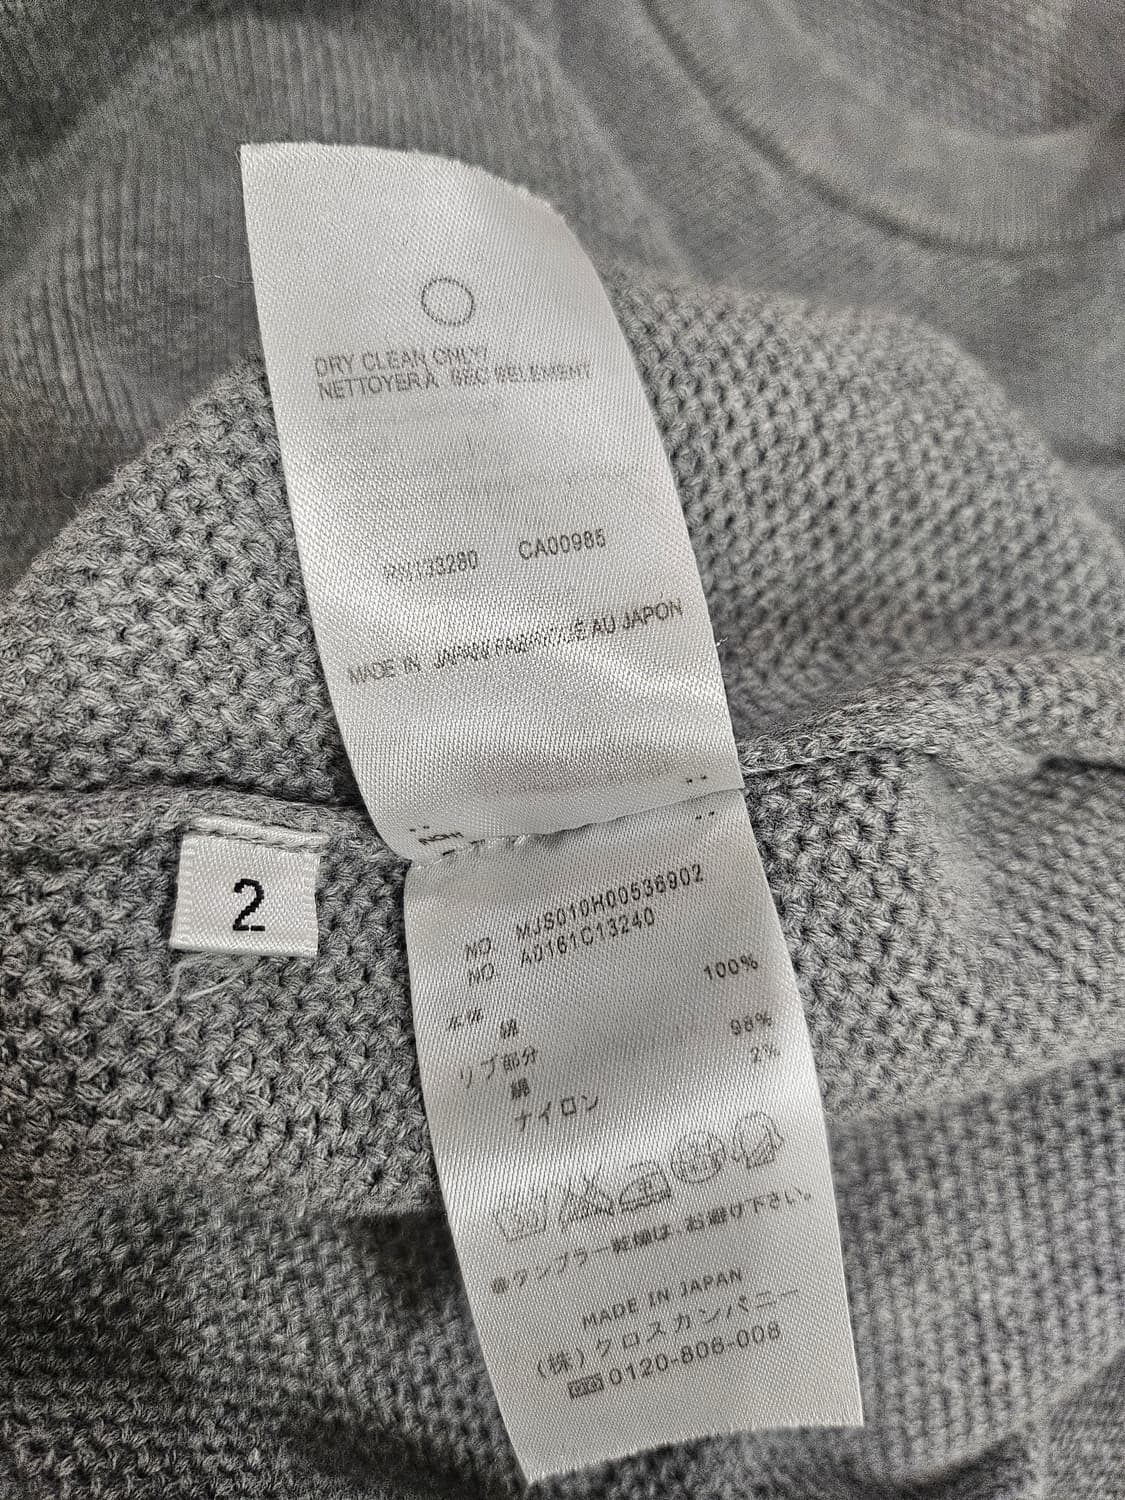 DRY CLEAN ONLY/
NETTOYER À SEC SEULEMENT
RN133280 CA00985
MADE IN JAPAN/FABRIQUÉ AU JAPON
2
NO. MJS010H00536902
NO. A0161C13240
本体
綿 100%
リブ部分
綿 98%
ナイロン 2%
●タンブラー乾燥は、お避け下さい。
MADE IN JAPAN
(株)クロスカンパニー
0120-806-008